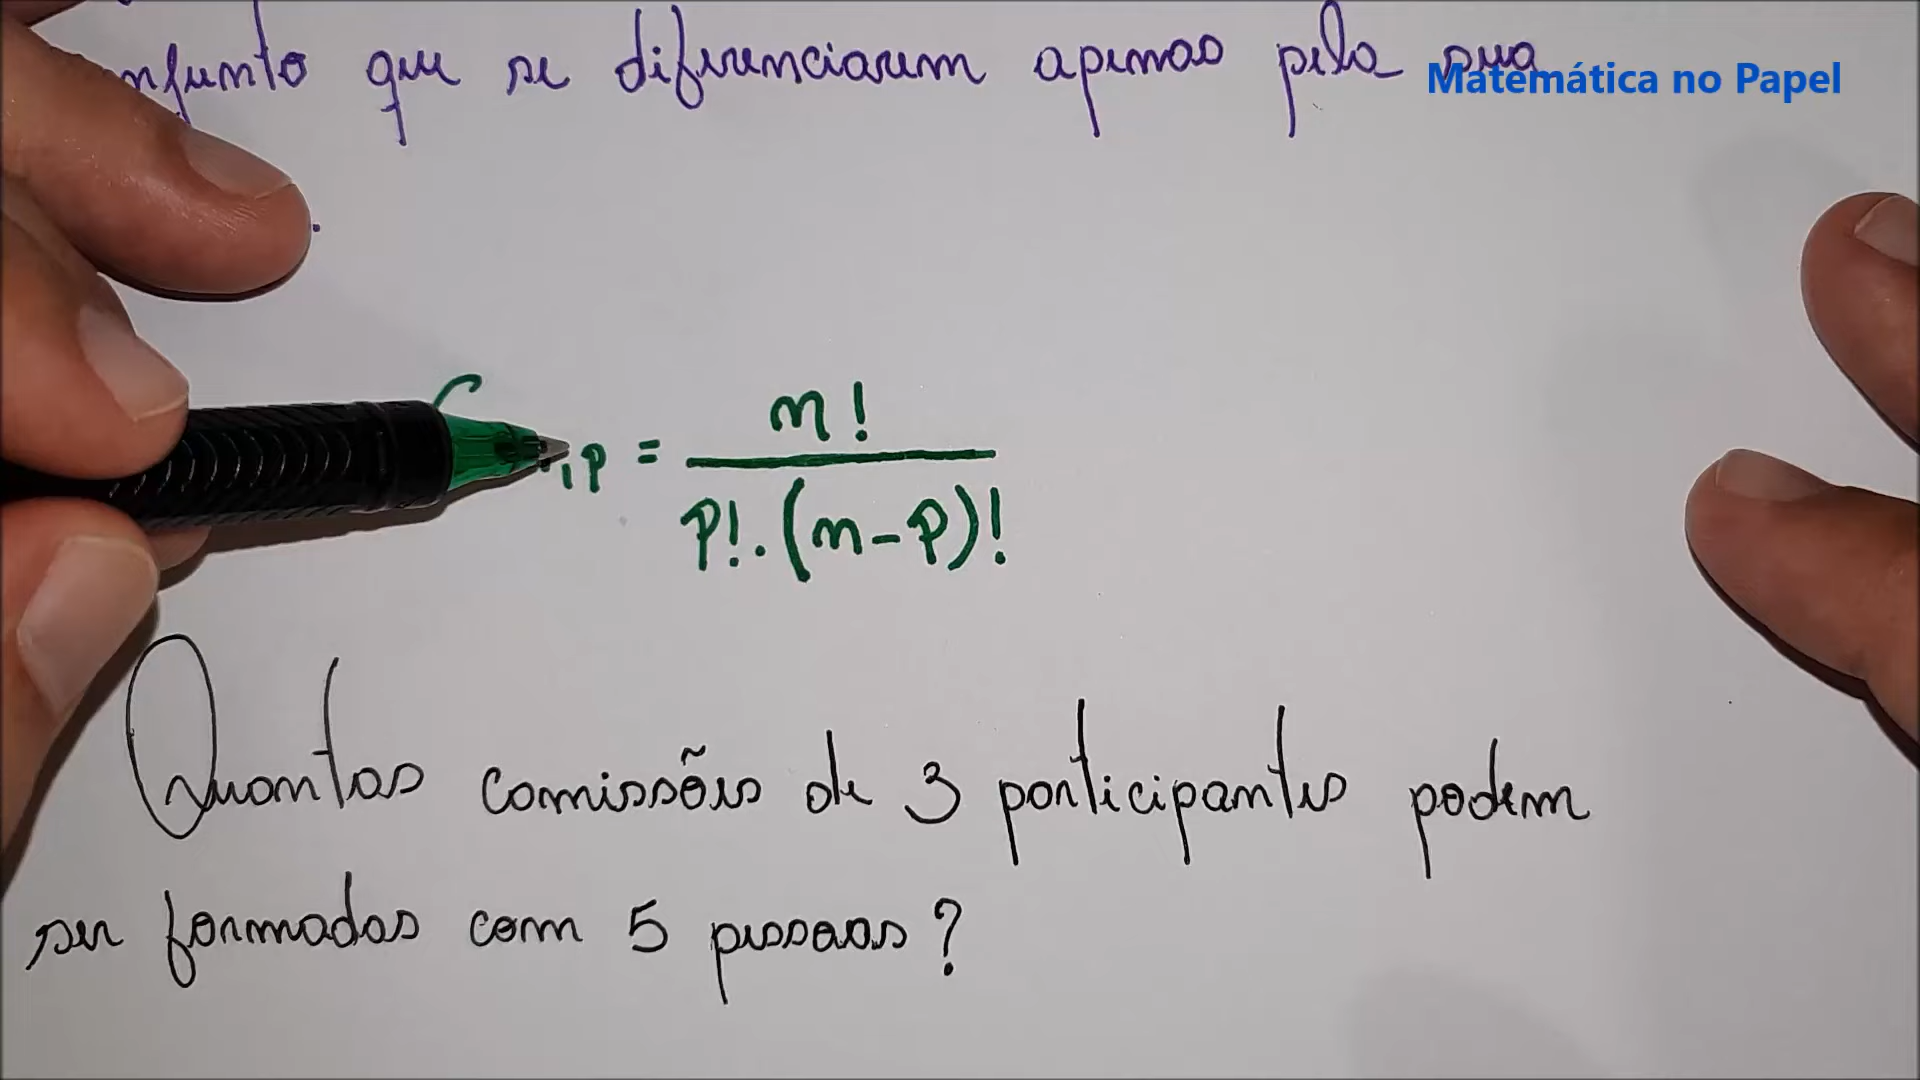 que se diferenciarem apenas pela sua
Matemática no Papel
,p = n! / p!.(n-p)!
Quantas comissões de 3 participantes podem
ser formadas com 5 pessoas?